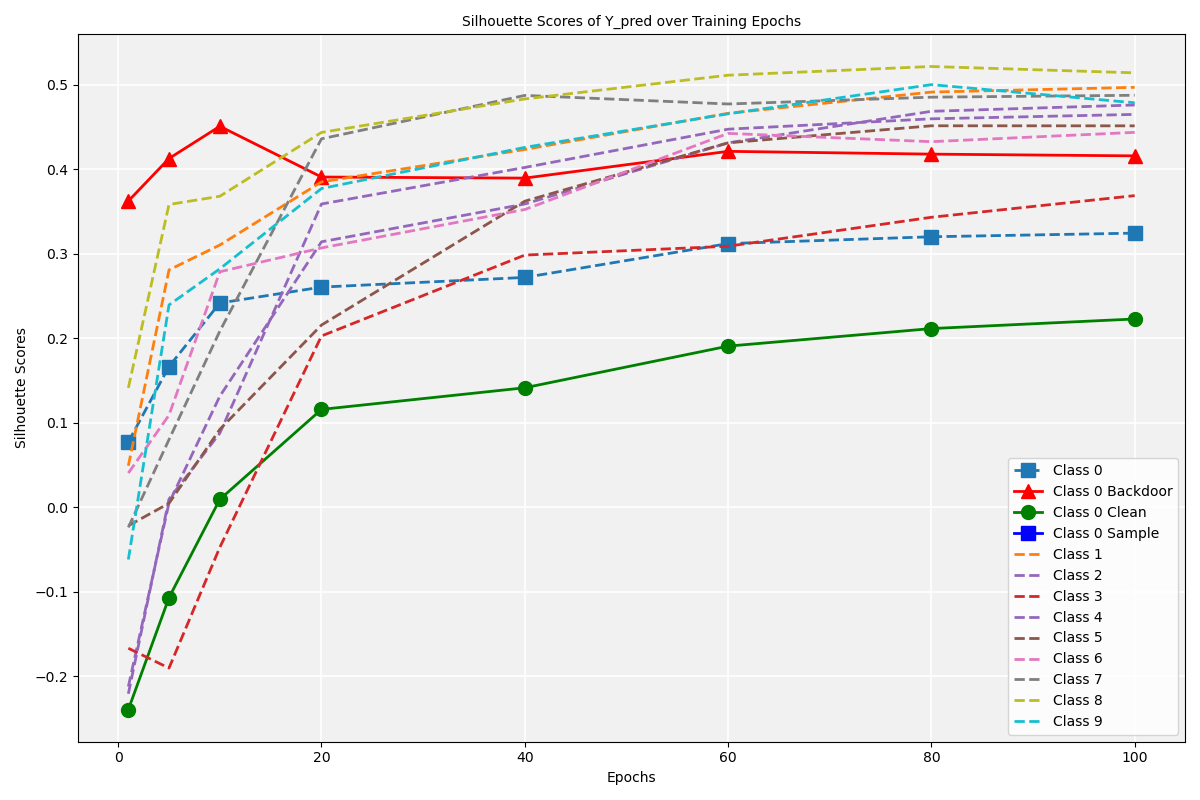 Silhouette Scores of Y_pred over Training Epochs
Silhouette Scores
0.5
0.4
0.3
0.2
0.1
0.0
−0.1
−0.2
0
20
40
60
80
100
Epochs
Class 0
Class 0 Backdoor
Class 0 Clean
Class 0 Sample
Class 1
Class 2
Class 3
Class 4
Class 5
Class 6
Class 7
Class 8
Class 9